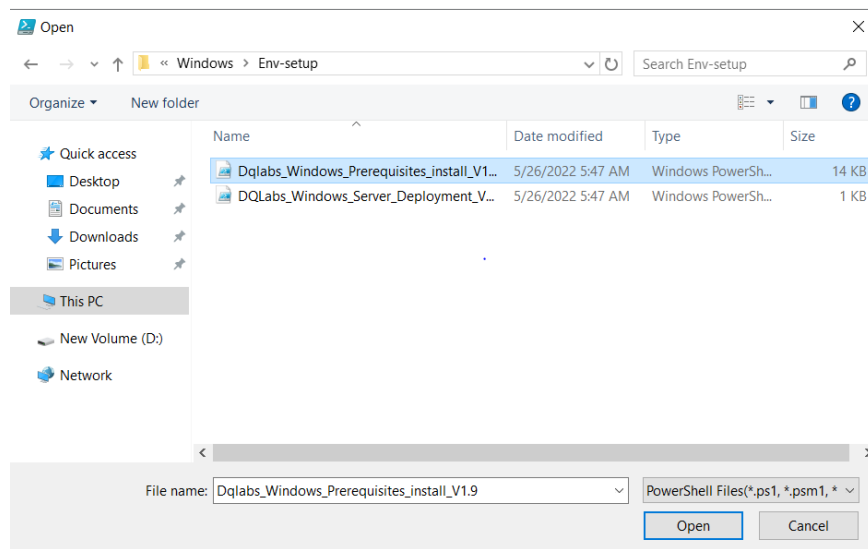 Open
« Windows > Env-setup
Search Env-setup
Organize
New folder
?
Name
Date modified
Type
Size
Quick access
Desktop
Documents
Downloads
Pictures
This PC
New Volume (D:)
Network
Dqlabs_Windows_Prerequisites_install_V1... 5/26/2022 5:47 AM Windows PowerSh... 14 KB
DQLabs_Windows_Server_Deployment_V... 5/26/2022 5:47 AM Windows PowerSh... 1 KB
File name: Dqlabs_Windows_Prerequisites_install_V1.9
PowerShell Files(*.ps1, *.psm1, *
Open
Cancel